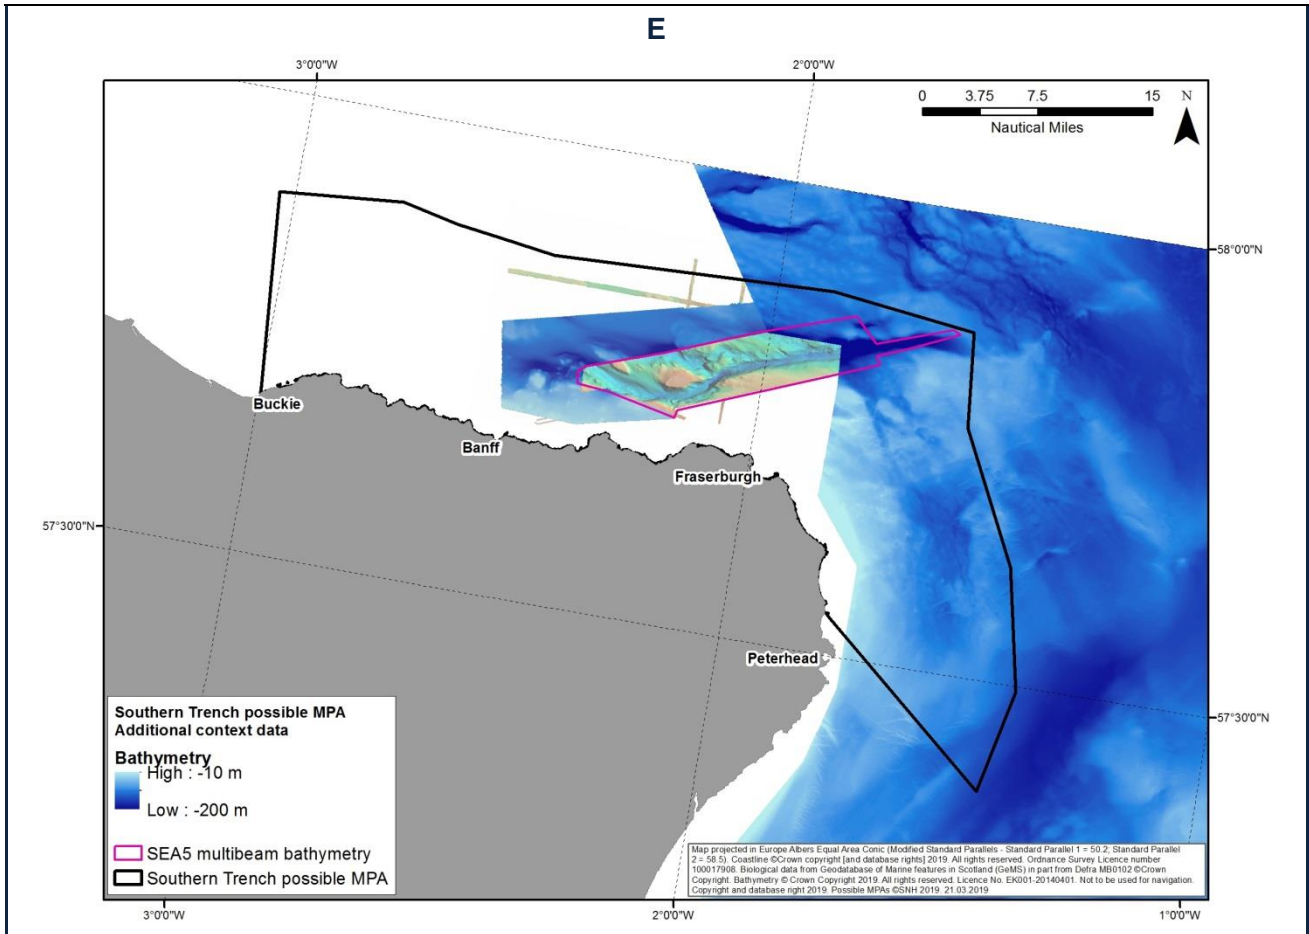 E
3°0'0"W
2°0'0"W
0 3.75 7.5 15 N
Nautical Miles
58°0'0"N
Buckie
Banff
Fraserburgh
57°30'0"N
Peterhead
57°30'0"N
Southern Trench possible MPA
Additional context data
Bathymetry
High : -10 m
Low : -200 m
SEA5 multibeam bathymetry
Southern Trench possible MPA
Map projected in Europe Albers Equal Area Conic (Modified Standard Parallels - Standard Parallel 1 = 50.2; Standard Parallel
2 = 58.5). Coastline ©Crown copyright [and database rights] 2019. All rights reserved. Ordnance Survey Licence number
100017908. Biological data from Geodatabase of Marine features in Scotland (GeMS) in part from Defra MB0102 ©Crown
Copyright. Bathymetry © Crown Copyright 2019. All rights reserved. Licence No. EK001-20140401. Not to be used for navigation.
Copyright and database right 2019. Possible MPAs ©SNH 2019. 21.03.2019
3°0'0"W
2°0'0"W
1°0'0"W